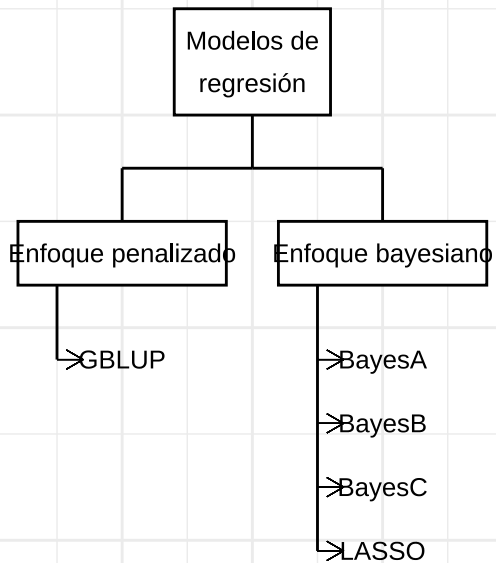 Modelos de
regresión
Enfoque penalizado
Enfoque bayesiano
GBLUP
BayesA
BayesB
BayesC
LASSO